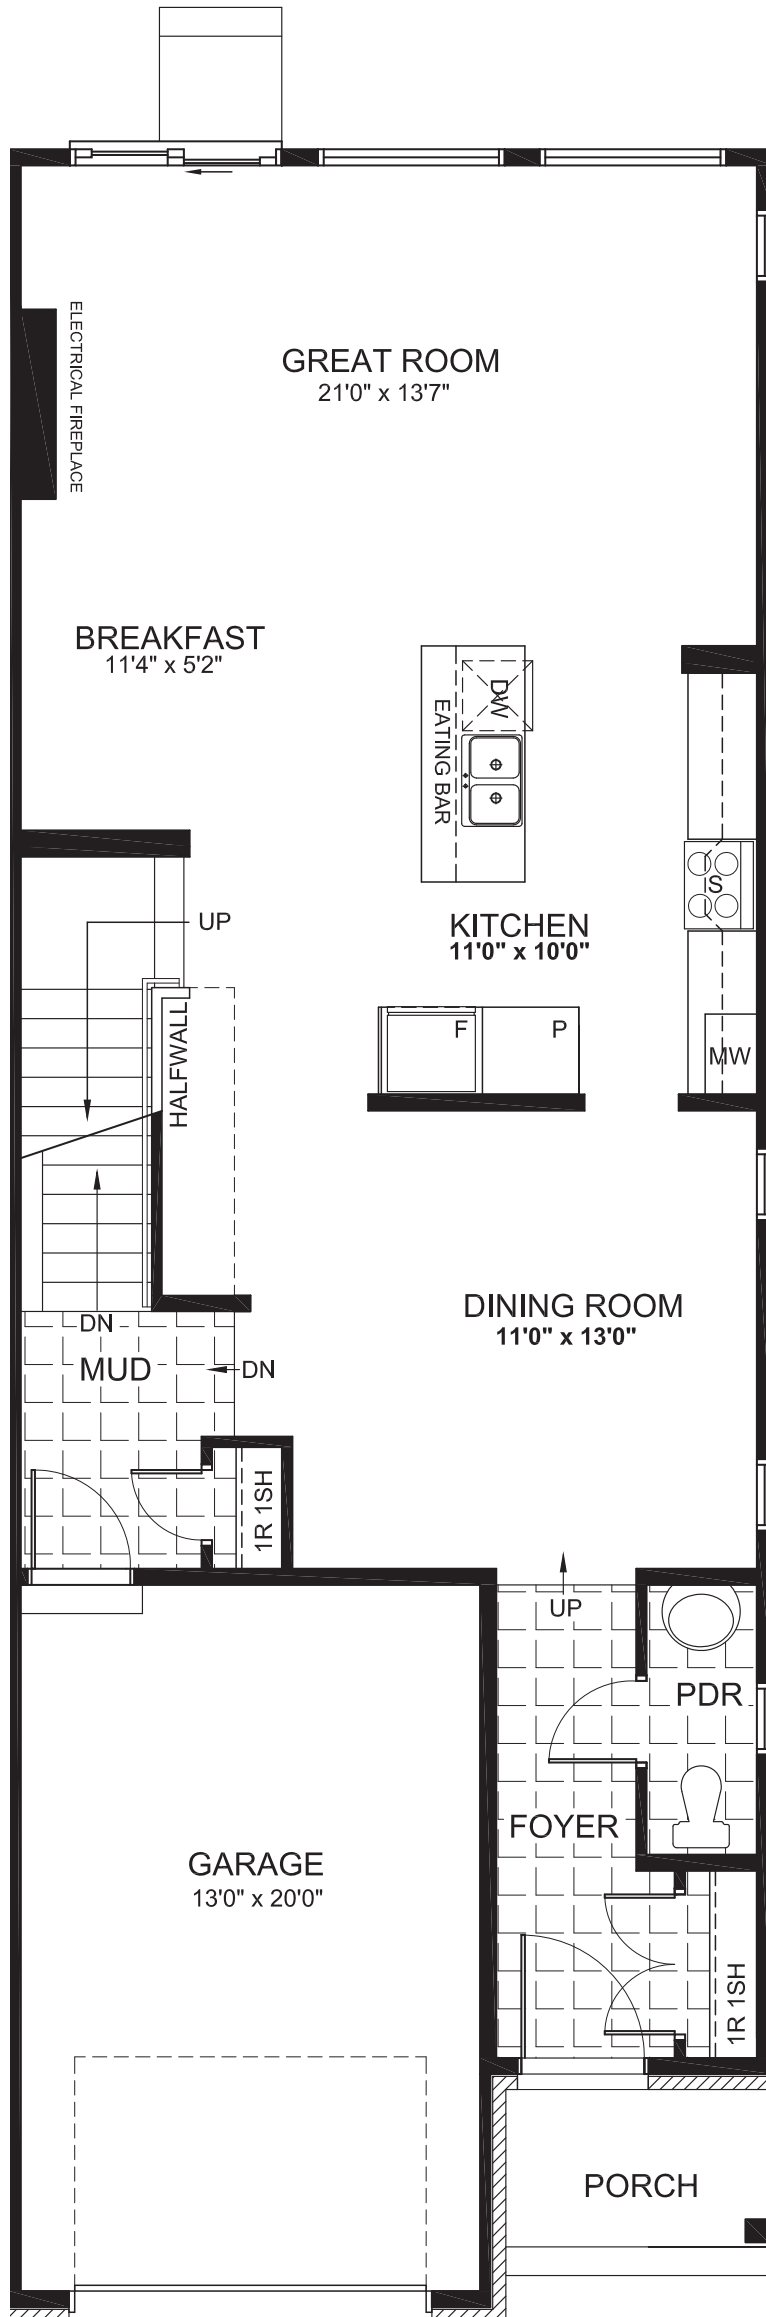 GREAT ROOM
21'0" x 13'7"
ELECTRICAL FIREPLACE
BREAKFAST
11'4" x 5'2"
DW
EATING BAR
S
UP
KITCHEN
11'0" x 10'0"
F
P
MW
HALFWALL
DINING ROOM
11'0" x 13'0"
DN
MUD
DN
1R 1SH
UP
PDR
FOYER
GARAGE
13'0" x 20'0"
1R 1SH
PORCH